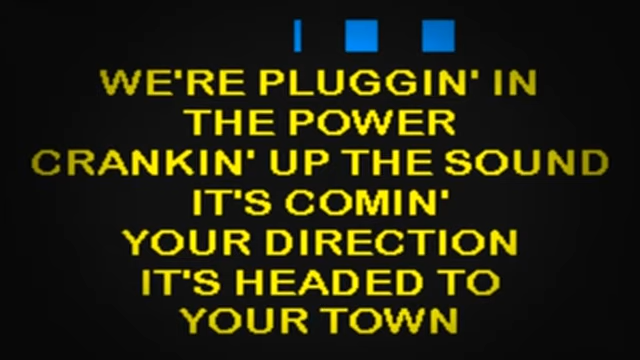 WE'RE PLUGGIN' IN
THE POWER
CRANKIN' UP THE SOUND
IT'S COMIN'
YOUR DIRECTION
IT'S HEADED TO
YOUR TOWN